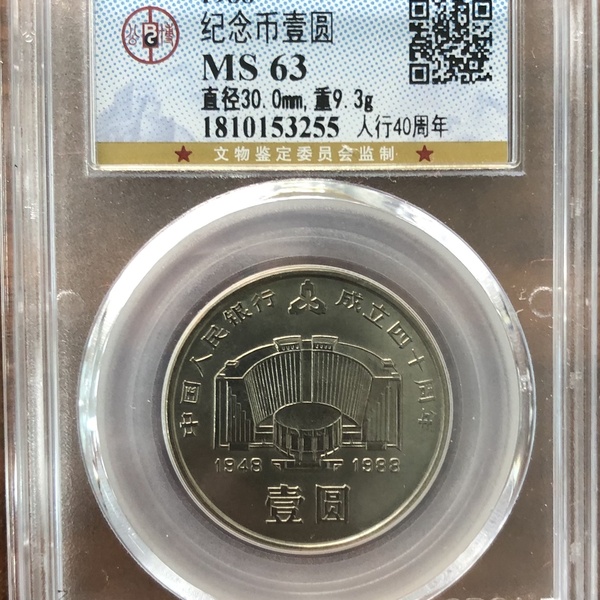 纪念币壹圆
MS 63
直径30.0mm,重9.3g
1810153255 人行40周年
★ 文物鉴定委员会监制 ★
中国人民银行 成立四十周年
1948 1988
壹圆